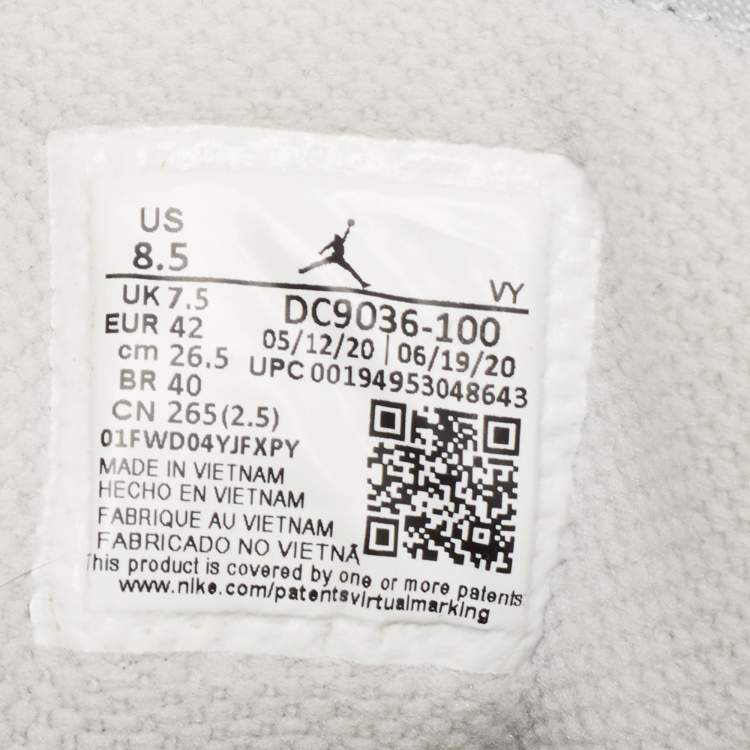 US
8.5
VY
UK 7.5
DC9036-100
EUR 42
05/12/20 | 06/19/20
cm 26.5
UPC 00194953048643
BR 40
CN 265(2.5)
01FWD04YJFXPY
MADE IN VIETNAM
HECHO EN VIETNAM
FABRIQUE AU VIETNAM
FABRICADO NO VIETNÃ
This product is covered by one or more patents
www.nike.com/patentsvirtualmarking